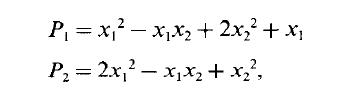 P₁ = x₁² − x₁x₂ + 2x₂² + x₁
P₂ = 2x₁² − x₁x₂ + x₂²,